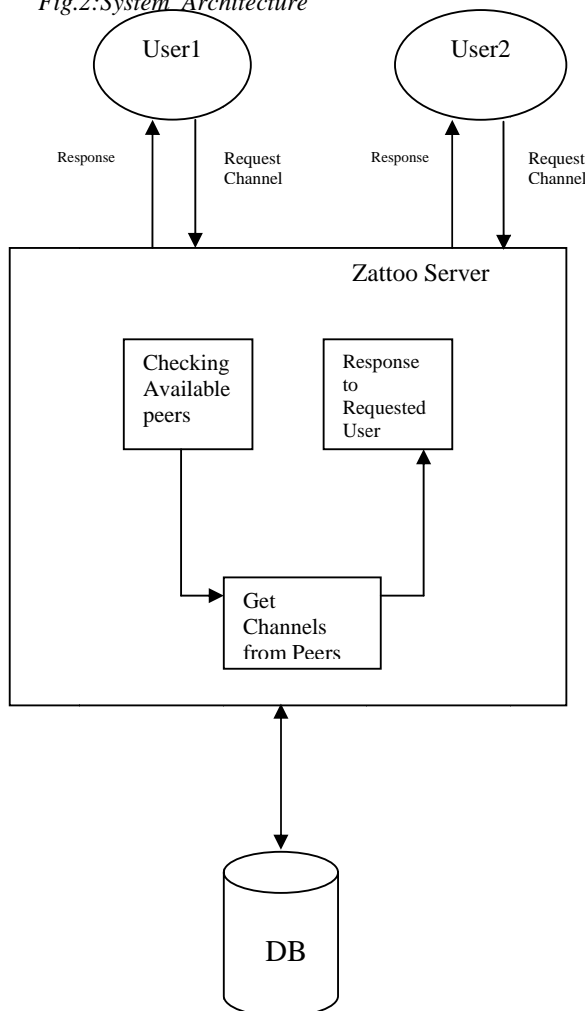 Fig.2:System Architecture
User1
User2
Response
Request
Channel
Response
Request
Channel
Zattoo Server
Checking
Available
peers
Response
to
Requested
User
Get
Channels
from Peers
DB